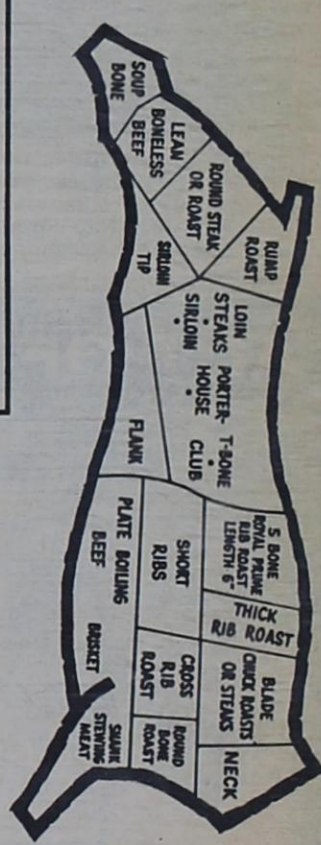 SOUP
BONE
LEAN
BONELESS
BEEF
ROUND STEAK
OR ROAST
RUMP
ROAST
SIRLOIN
TIP
LOIN
STEAKS
SIRLOIN
PORTER-
HOUSE
T-BONE
CLUB
FLANK
5 BONE
ROYAL PRIME
RIB ROAST
LENGTH 6"
THICK
RIB ROAST
BLADE
CHUCK ROASTS
OR STEAKS
NECK
SHORT
RIBS
CROSS
RIB
ROAST
ROUND
BONE
ROAST
PLATE BOILING
BEEF
BRISKET
SHANK
STEWING
MEAT